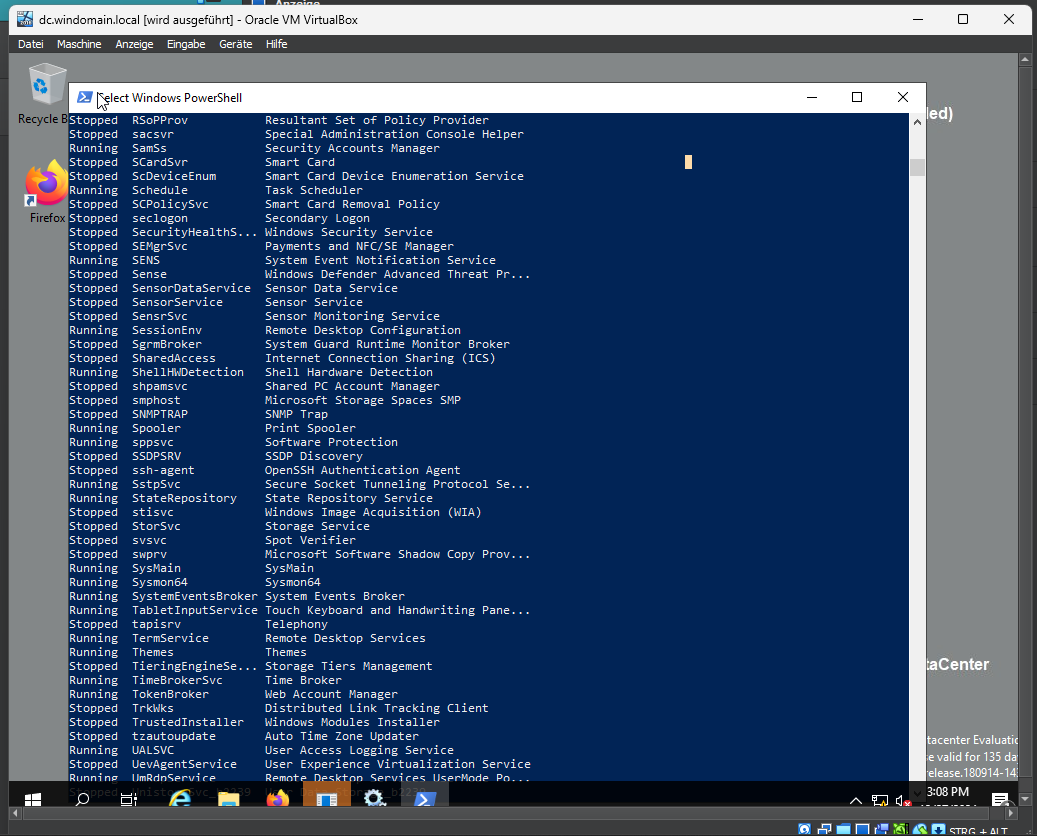 Anzeige
dc.windomain.local [wird ausgeführt] - Oracle VM VirtualBox
Datei Maschine Anzeige Eingabe Geräte Hilfe
Select Windows PowerShell
Recycle B
Firefox
led)
Stopped RSoPProv Resultant Set of Policy Provider
Stopped sacsvr Special Administration Console Helper
Running SamSs Security Accounts Manager
Stopped SCardSvr Smart Card
Stopped ScDeviceEnum Smart Card Device Enumeration Service
Running Schedule Task Scheduler
Stopped SCPolicySvc Smart Card Removal Policy
Stopped seclogon Secondary Logon
Stopped SecurityHealthS... Windows Security Service
Stopped SEMgrSvc Payments and NFC/SE Manager
Running SENS System Event Notification Service
Stopped Sense Windows Defender Advanced Threat Pr...
Stopped SensorDataService Sensor Data Service
Stopped SensorService Sensor Service
Stopped SensrSvc Sensor Monitoring Service
Running SessionEnv Remote Desktop Configuration
Stopped SgrmBroker System Guard Runtime Monitor Broker
Stopped SharedAccess Internet Connection Sharing (ICS)
Running ShellHWDetection Shell Hardware Detection
Stopped shpamsvc Shared PC Account Manager
Stopped smphost Microsoft Storage Spaces SMP
Stopped SNMPTRAP SNMP Trap
Running Spooler Print Spooler
Running sppsvc Software Protection
Stopped SSDPSRV SSDP Discovery
Stopped ssh-agent OpenSSH Authentication Agent
Running SstpSvc Secure Socket Tunneling Protocol Se...
Running StateRepository State Repository Service
Stopped stisvc Windows Image Acquisition (WIA)
Stopped StorSvc Storage Service
Stopped svsvc Spot Verifier
Stopped swprv Microsoft Software Shadow Copy Prov...
Running SysMain SysMain
Running Sysmon64 Sysmon64
Running SystemEventsBroker System Events Broker
Running TabletInputService Touch Keyboard and Handwriting Pane...
Stopped tapisrv Telephony
Running TermService Remote Desktop Services
Running Themes Themes
Stopped TieringEngineSe... Storage Tiers Management
Running TimeBrokerSvc Time Broker
Running TokenBroker Web Account Manager
Stopped TrkWks Distributed Link Tracking Client
Stopped TrustedInstaller Windows Modules Installer
Stopped tzautoupdate Auto Time Zone Updater
Running UALSVC User Access Logging Service
Stopped UevAgentService User Experience Virtualization Service
Running UmRdpService Remote Desktop Services UserMode Po...
taCenter
tacenter Evaluatio
se valid for 135 da
release.180914-143
3:08 PM
STRG + ALT